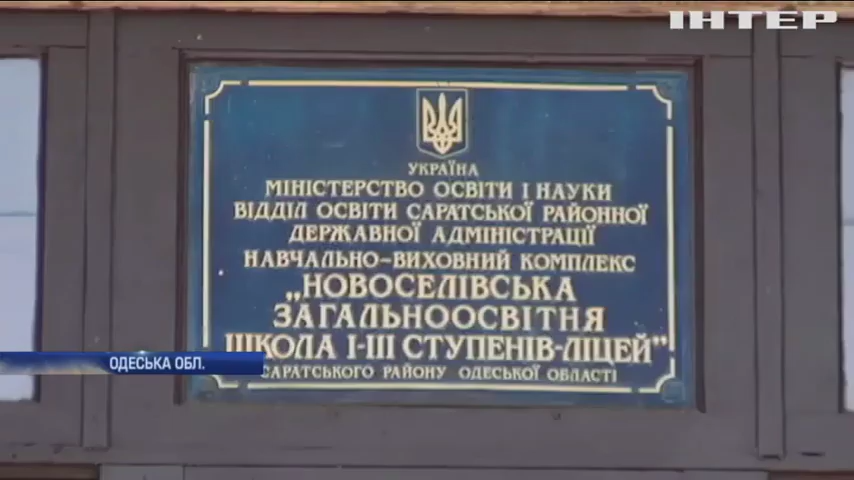 ІНТЕР
УКРАЇНА
МІНІСТЕРСТВО ОСВІТИ І НАУКИ
ВІДДІЛ ОСВІТИ САРАТСЬКОЇ РАЙОННОЇ
ДЕРЖАВНОЇ АДМІНІСТРАЦІЇ
НАВЧАЛЬНО-ВИХОВНИЙ КОМПЛЕКС
„НОВОСЕЛІВСЬКА
ЗАГАЛЬНООСВІТНЯ
ШКОЛА І-ІІІ СТУПЕНІВ-ЛІЦЕЙ"
САРАТСЬКОГО РАЙОНУ ОДЕСЬКОЇ ОБЛАСТІ
ОДЕСЬКА ОБЛ.